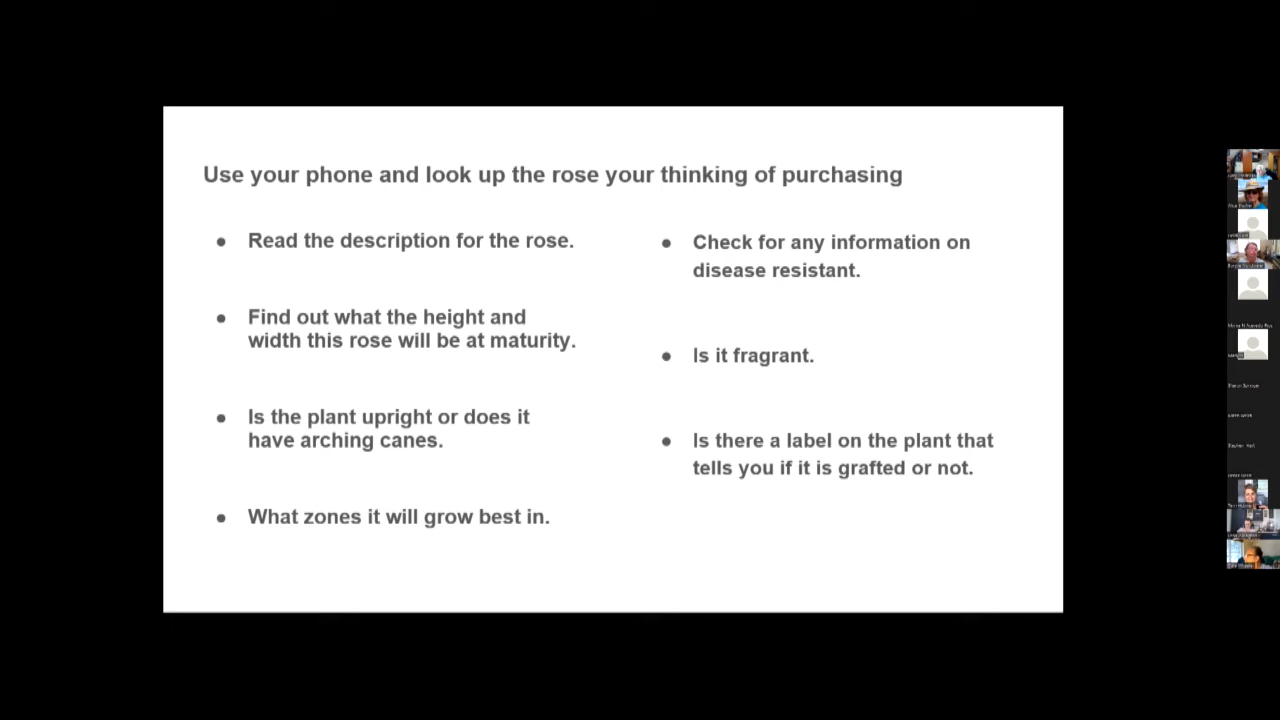 Use your phone and look up the rose your thinking of purchasing
● Read the description for the rose.
● Find out what the height and
width this rose will be at maturity.
● Is the plant upright or does it
have arching canes.
● What zones it will grow best in.
● Check for any information on
disease resistant.
● Is it fragrant.
● Is there a label on the plant that
tells you if it is grafted or not.